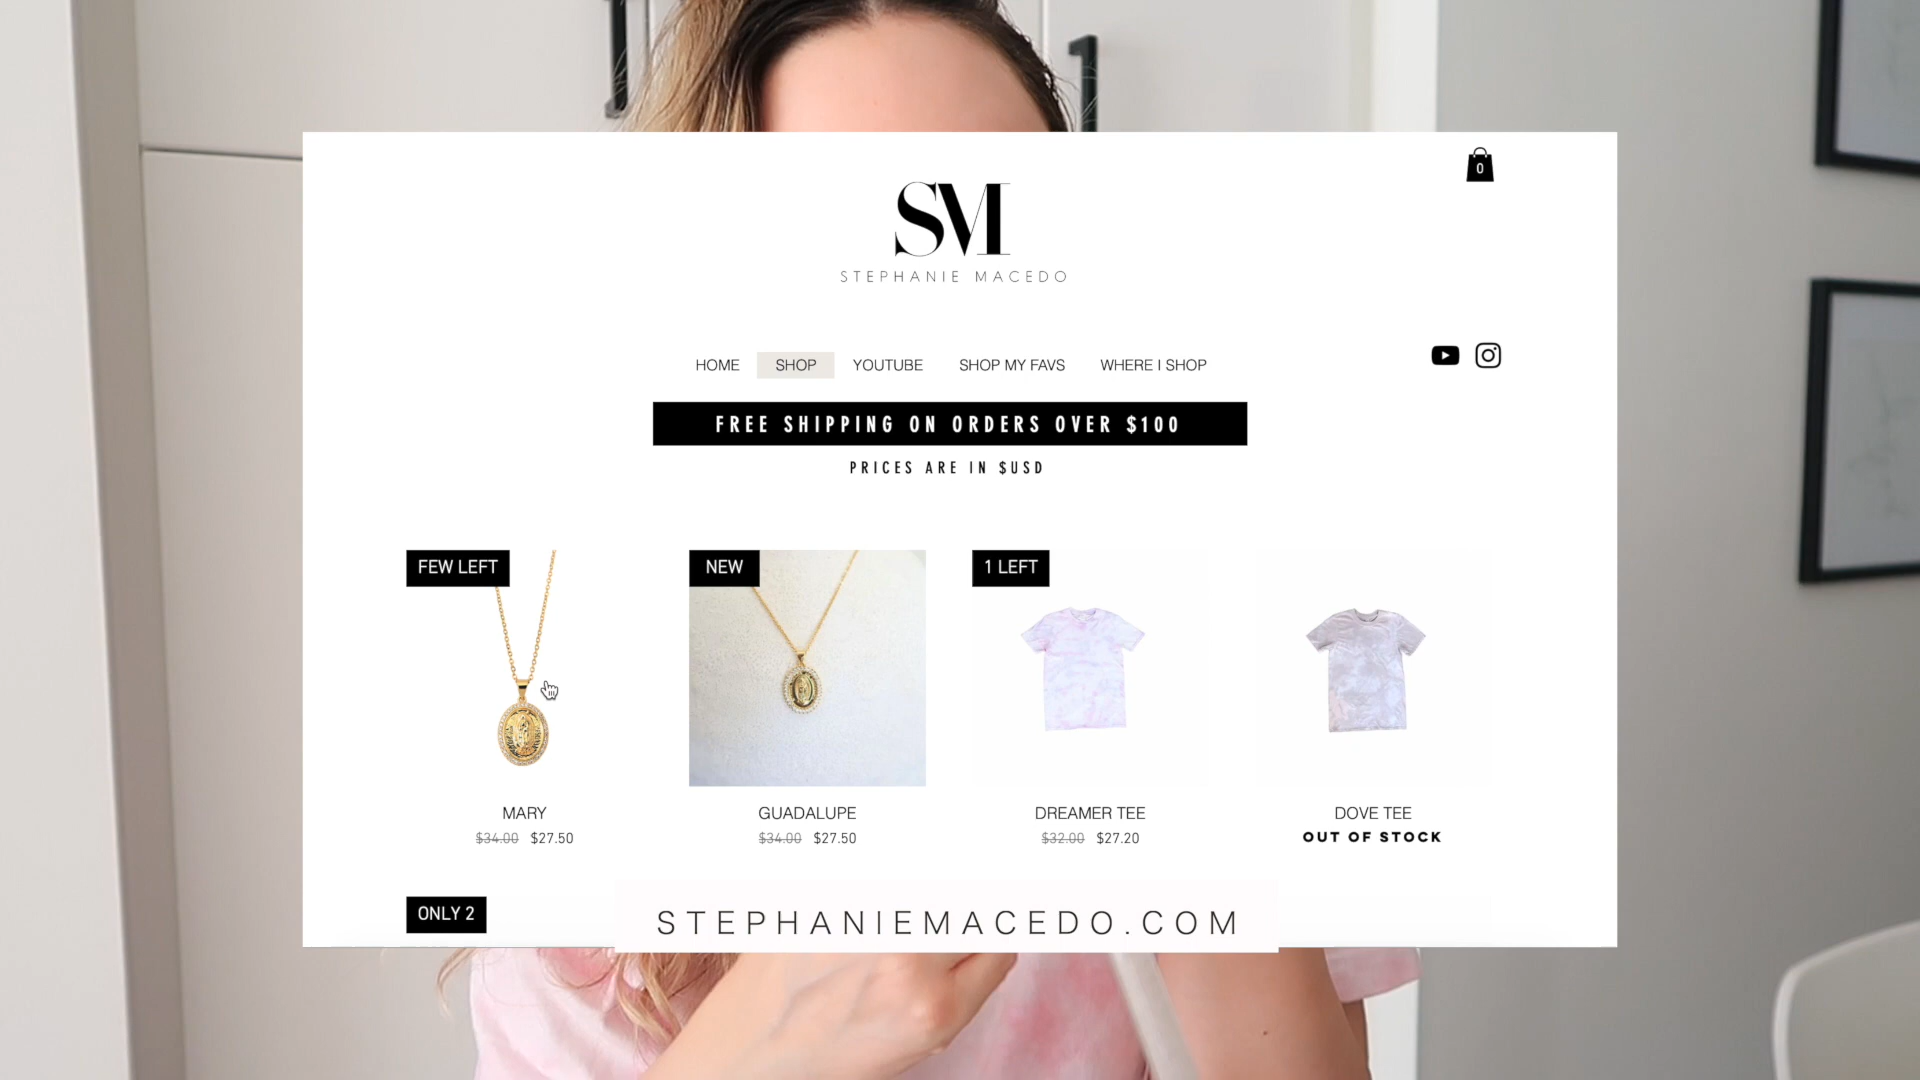 0
SM
STEPHANIE MACEDO
HOME SHOP YOUTUBE SHOP MY FAVS WHERE I SHOP
FREE SHIPPING ON ORDERS OVER $100
PRICES ARE IN $USD
FEW LEFT
NEW
1 LEFT
MARY
$34.00 $27.50
GUADALUPE
$34.00 $27.50
DREAMER TEE
$32.00 $27.20
DOVE TEE
OUT OF STOCK
ONLY 2
STEPHANIEMACEDO.COM